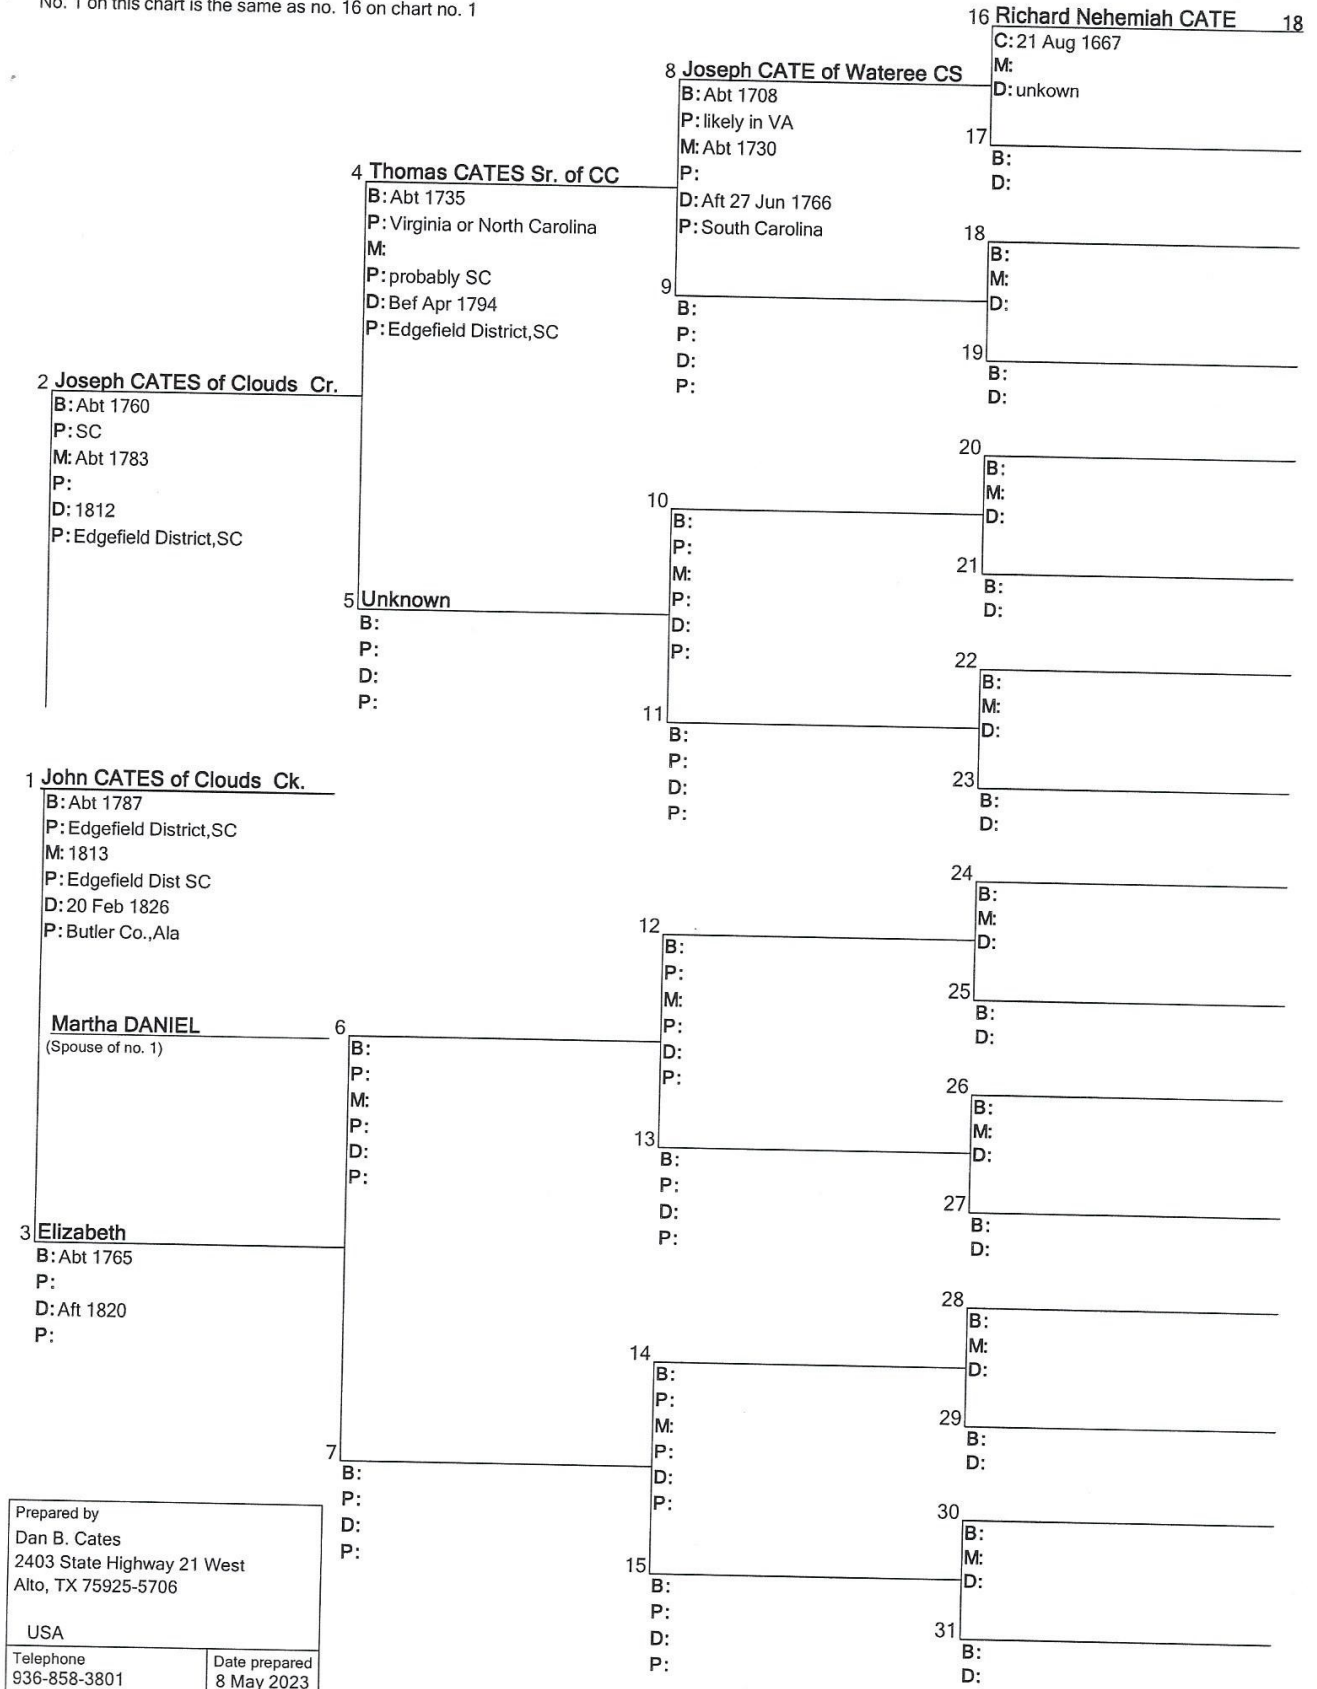 No. 1 on this chart is the same as no. 16 on chart no. 1
16 Richard Nehemiah CATE 18
C: 21 Aug 1667
M:
D: unkown
8 Joseph CATE of Wateree CS
B: Abt 1708
P: likely in VA
M: Abt 1730
P:
D: Aft 27 Jun 1766
P: South Carolina
17
B:
D:
4 Thomas CATES Sr. of CC
B: Abt 1735
P: Virginia or North Carolina
M:
P: probably SC
D: Bef Apr 1794
P: Edgefield District,SC
18
B:
M:
D:
9
B:
P:
D:
P:
19
B:
D:
2 Joseph CATES of Clouds Cr.
B: Abt 1760
P: SC
M: Abt 1783
P:
D: 1812
P: Edgefield District,SC
20
B:
M:
D:
10
B:
P:
M:
P:
D:
P:
21
B:
D:
5 Unknown
B:
P:
D:
P:
22
B:
M:
D:
11
B:
P:
D:
P:
23
B:
D:
1 John CATES of Clouds Ck.
B: Abt 1787
P: Edgefield District,SC
M: 1813
P: Edgefield Dist SC
D: 20 Feb 1826
P: Butler Co.,Ala
24
B:
M:
D:
12
B:
P:
M:
P:
D:
P:
25
B:
D:
Martha DANIEL
(Spouse of no. 1)
6
B:
P:
M:
P:
D:
P:
26
B:
M:
D:
13
B:
P:
D:
P:
27
B:
D:
3 Elizabeth
B: Abt 1765
P:
D: Aft 1820
P:
28
B:
M:
D:
14
B:
P:
M:
P:
D:
P:
29
B:
D:
7
B:
P:
D:
P:
30
B:
M:
D:
15
B:
P:
D:
P:
31
B:
D:
Prepared by
Dan B. Cates
2403 State Highway 21 West
Alto, TX 75925-5706
USA
Telephone
936-858-3801
Date prepared
8 May 2023